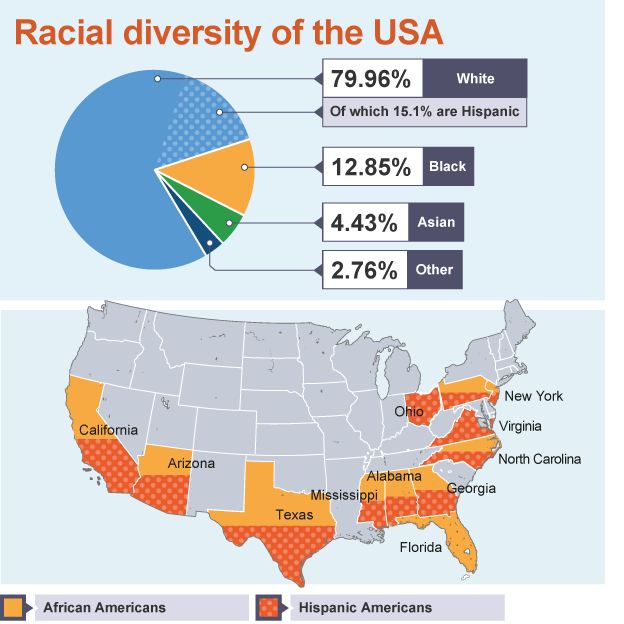 Racial diversity of the USA
79.96% White
Of which 15.1% are Hispanic
12.85% Black
4.43% Asian
2.76% Other
New York
Ohio
Virginia
California
North Carolina
Arizona
Alabama
Georgia
Mississippi
Texas
Florida
African Americans
Hispanic Americans